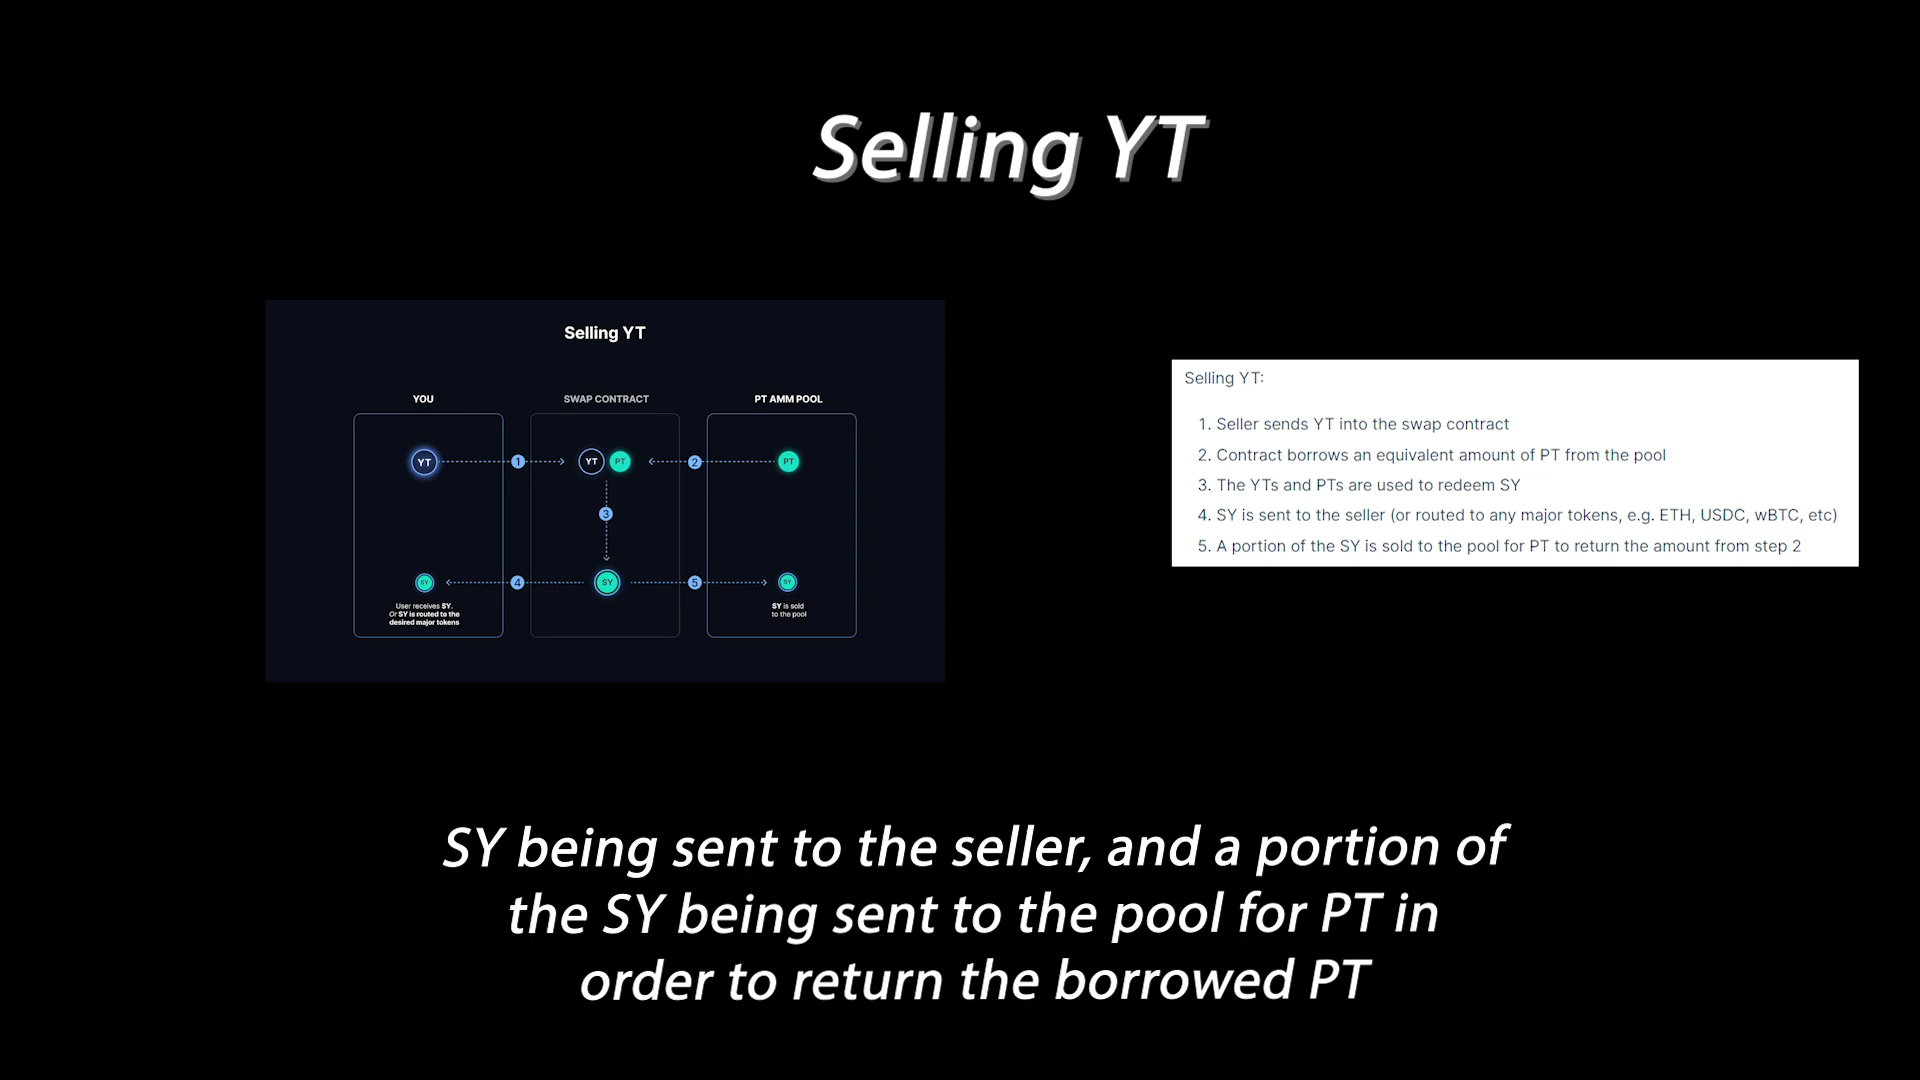 Selling YT
Selling YT
YOU
SWAP CONTRACT
PT AMM POOL
YT
1
YT
PT
2
PT
3
SY
4
SY
5
SY
User receives SY.
Or SY is routed to the
desired major tokens
SY is sold
to the pool
Selling YT:
1. Seller sends YT into the swap contract
2. Contract borrows an equivalent amount of PT from the pool
3. The YTs and PTs are used to redeem SY
4. SY is sent to the seller (or routed to any major tokens, e.g. ETH, USDC, wBTC, etc)
5. A portion of the SY is sold to the pool for PT to return the amount from step 2
SY being sent to the seller, and a portion of
the SY being sent to the pool for PT in
order to return the borrowed PT